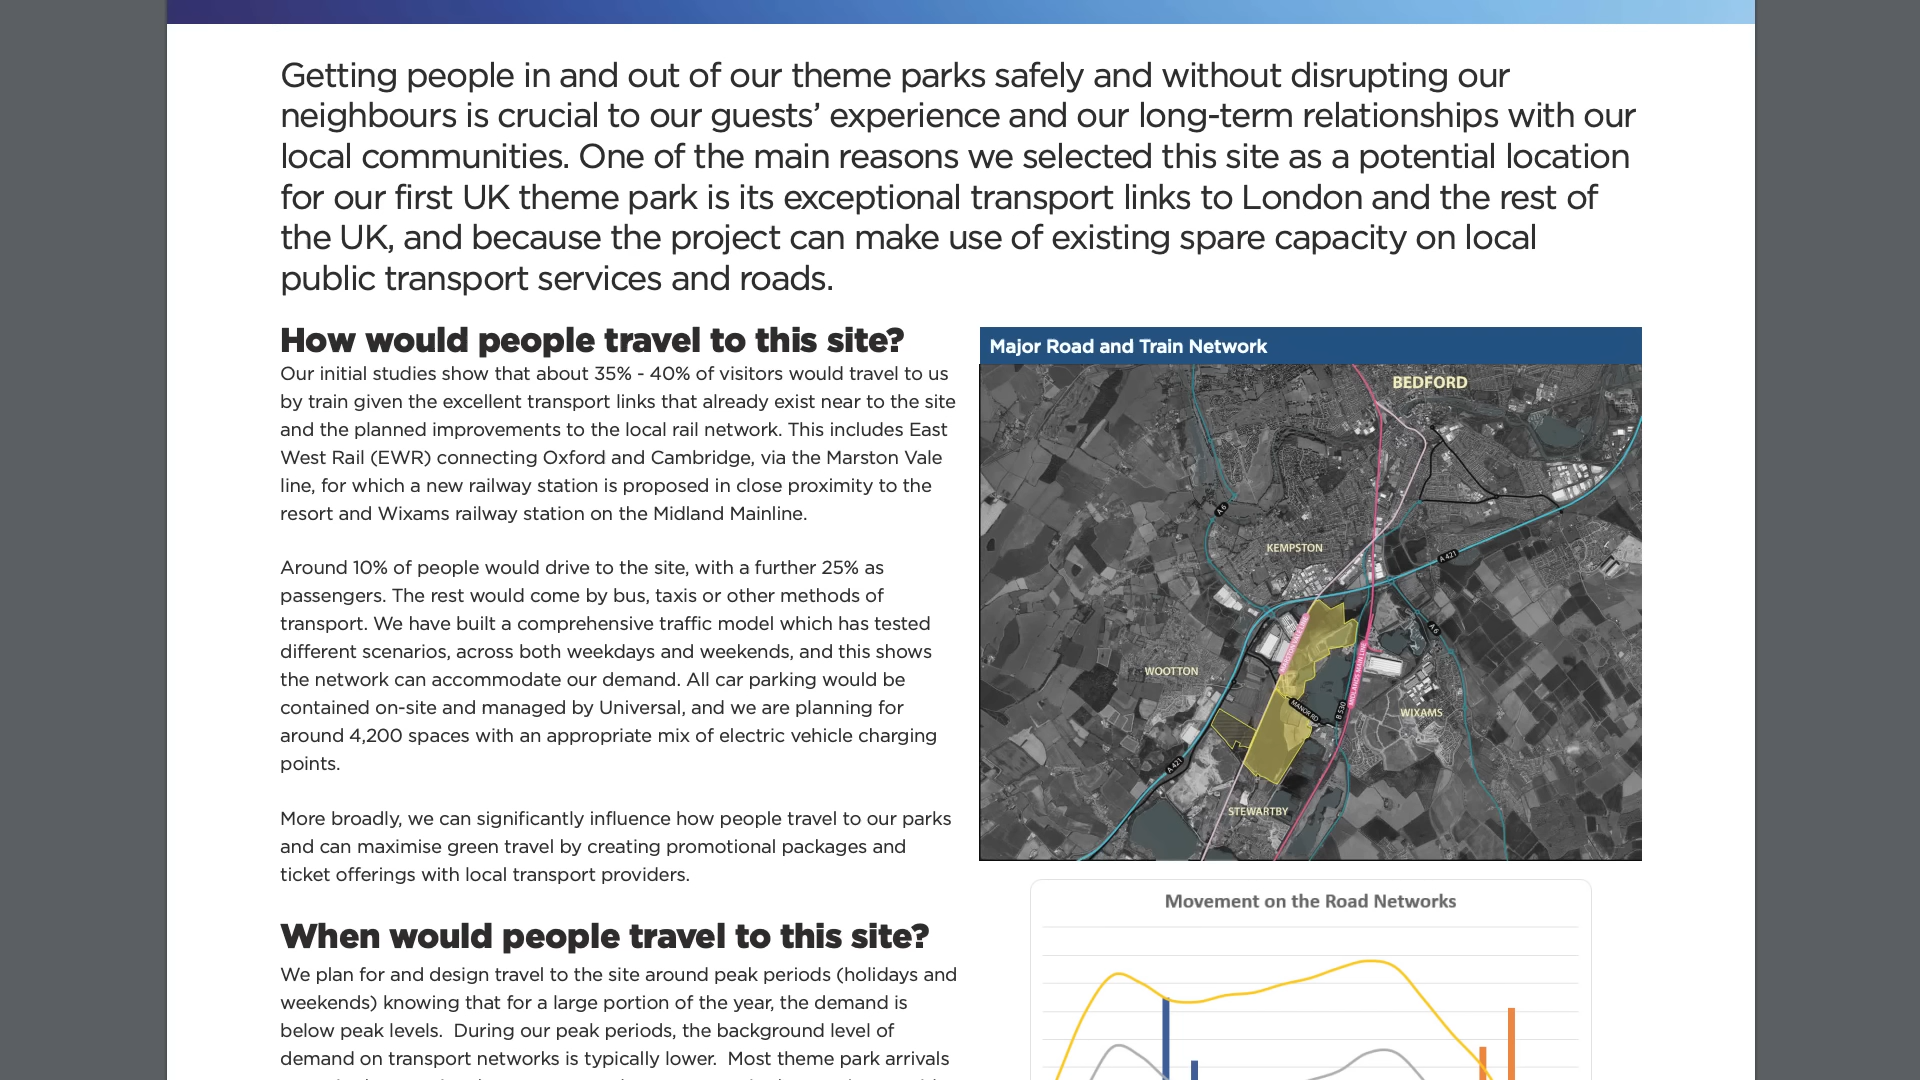 Getting people in and out of our theme parks safely and without disrupting our
neighbours is crucial to our guests’ experience and our long-term relationships with our
local communities. One of the main reasons we selected this site as a potential location
for our first UK theme park is its exceptional transport links to London and the rest of
the UK, and because the project can make use of existing spare capacity on local
public transport services and roads.
How would people travel to this site?
Our initial studies show that about 35% - 40% of visitors would travel to us
by train given the excellent transport links that already exist near to the site
and the planned improvements to the local rail network. This includes East
West Rail (EWR) connecting Oxford and Cambridge, via the Marston Vale
line, for which a new railway station is proposed in close proximity to the
resort and Wixams railway station on the Midland Mainline.
Around 10% of people would drive to the site, with a further 25% as
passengers. The rest would come by bus, taxis or other methods of
transport. We have built a comprehensive traffic model which has tested
different scenarios, across both weekdays and weekends, and this shows
the network can accommodate our demand. All car parking would be
contained on-site and managed by Universal, and we are planning for
around 4,200 spaces with an appropriate mix of electric vehicle charging
points.
More broadly, we can significantly influence how people travel to our parks
and can maximise green travel by creating promotional packages and
ticket offerings with local transport providers.
When would people travel to this site?
We plan for and design travel to the site around peak periods (holidays and
weekends) knowing that for a large portion of the year, the demand is
below peak levels.  During our peak periods, the background level of
demand on transport networks is typically lower.  Most theme park arrivals
Major Road and Train Network
BEDFORD
A6
KEMPSTON
A 421
A6
WOOTTON
MIDLANDS MAIN LINE
MANOR RD
B 530
WIXAMS
A 421
STEWARTBY
Movement on the Road Networks